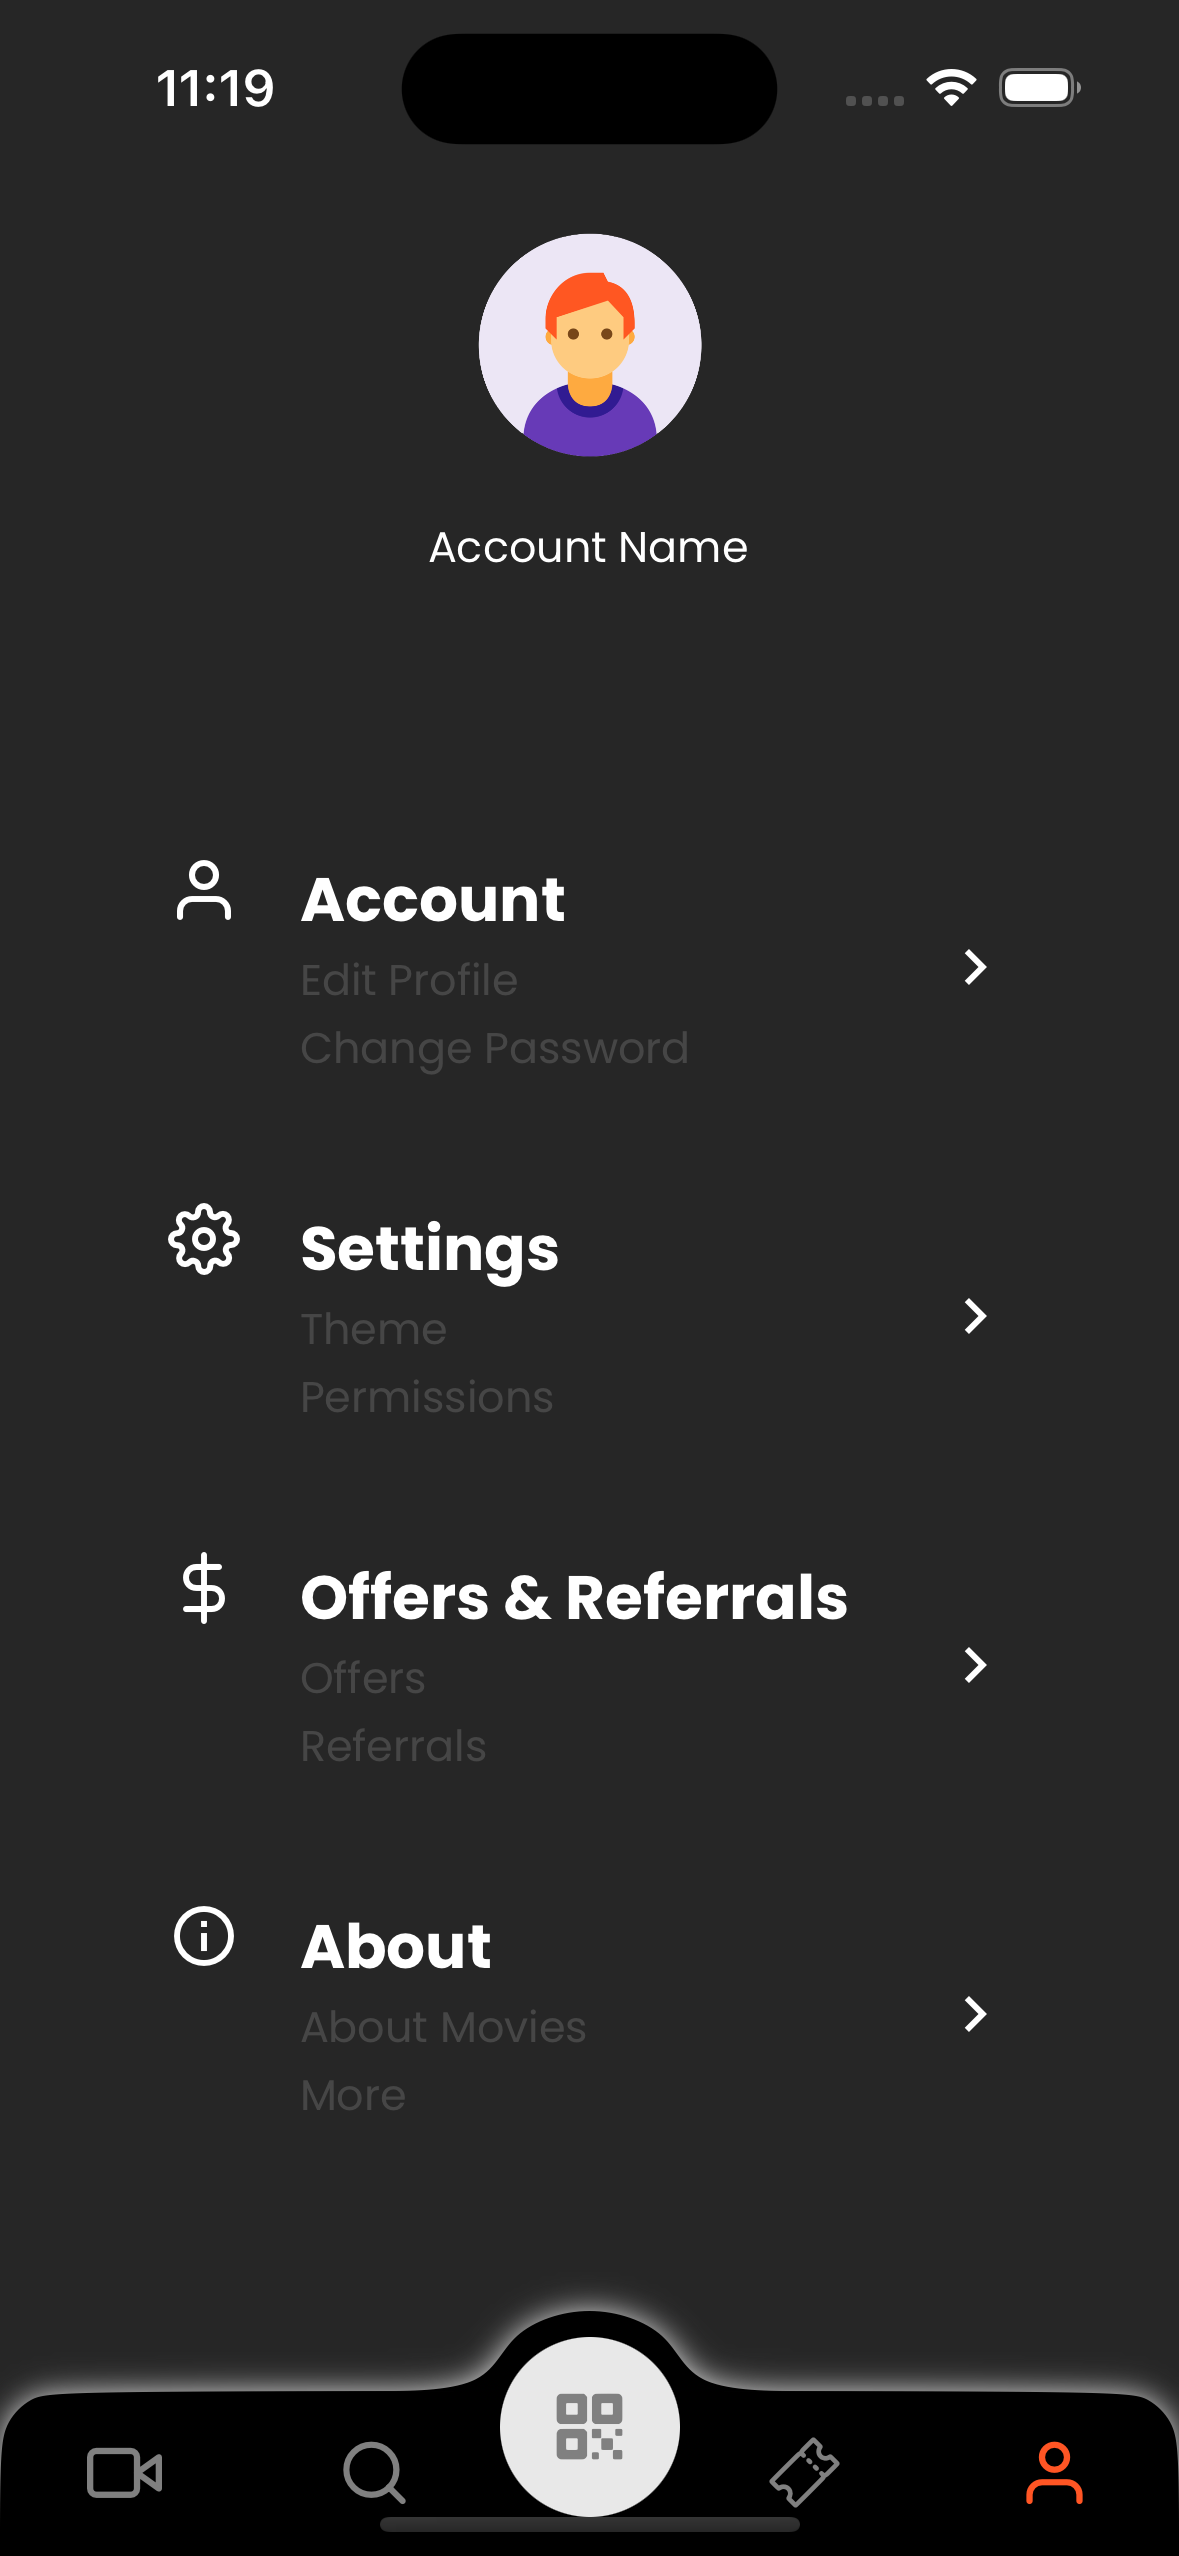 11:19
Account Name
Account
Edit Profile
Change Password
Settings
Theme
Permissions
Offers & Referrals
Offers
Referrals
About
About Movies
More